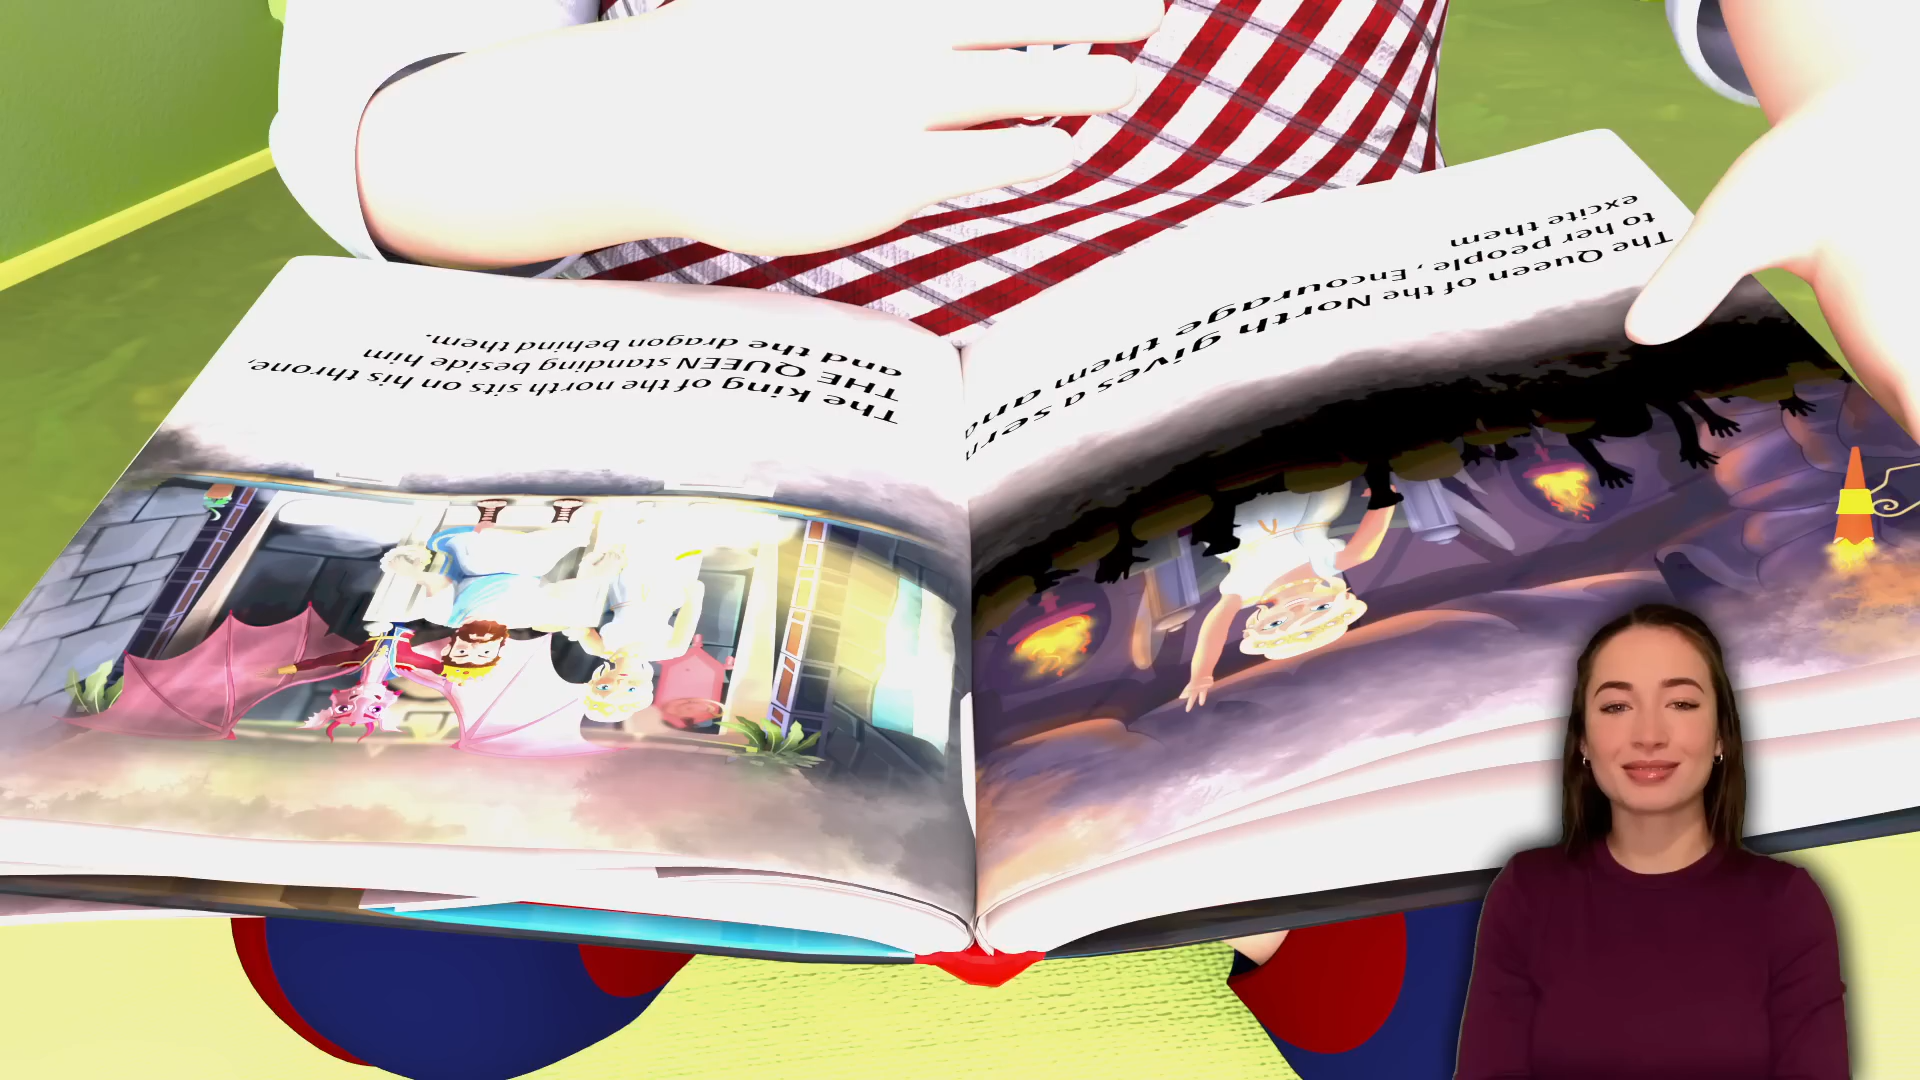 The king of the north sits on his throne,
THE QUEEN standing beside him
and the dragon behind them.
The Queen of the North gives a
to her people, Encourage them and
excite them